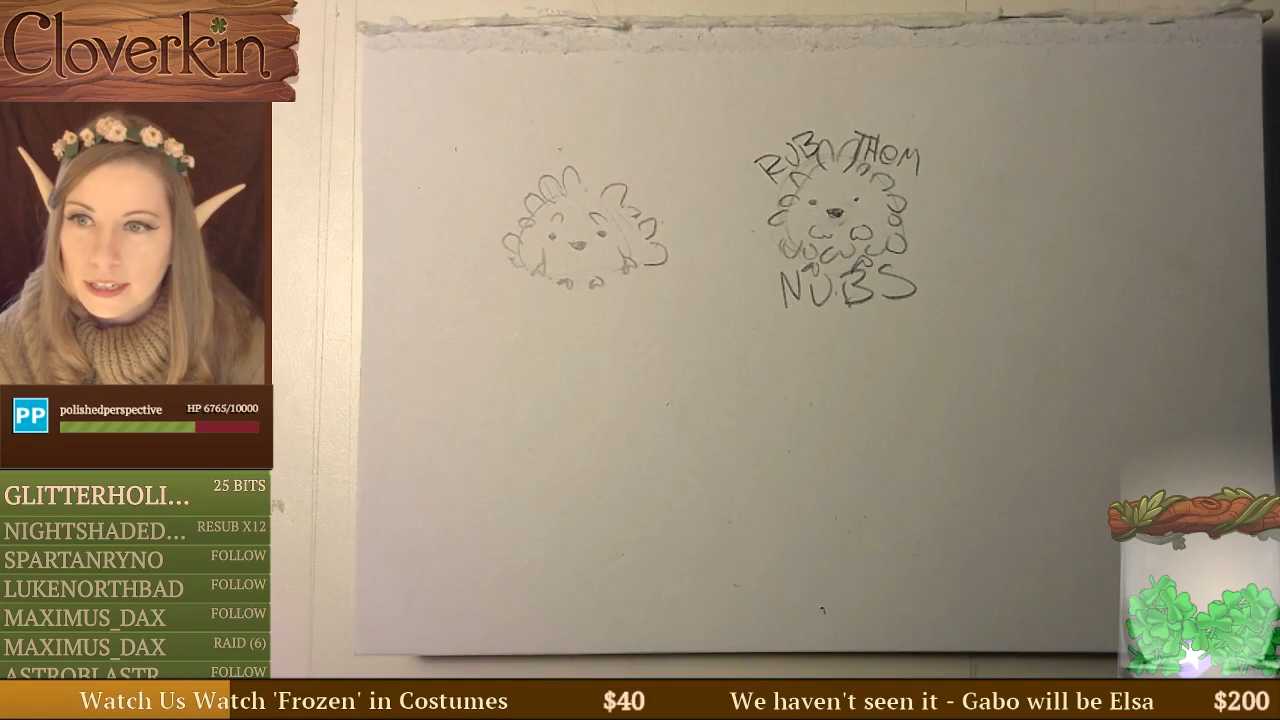 Cloverkin
RUB THEM
NUBS
PP polishedperspective HP 6765/10000
GLITTERHOLI... 25 BITS
NIGHTSHADED... RESUB X12
SPARTANRYNO FOLLOW
LUKENORTHBAD FOLLOW
MAXIMUS_DAX FOLLOW
MAXIMUS_DAX RAID (6)
ASTROBLASTR FOLLOW
Watch Us Watch 'Frozen' in Costumes $40 We haven't seen it - Gabo will be Elsa $200